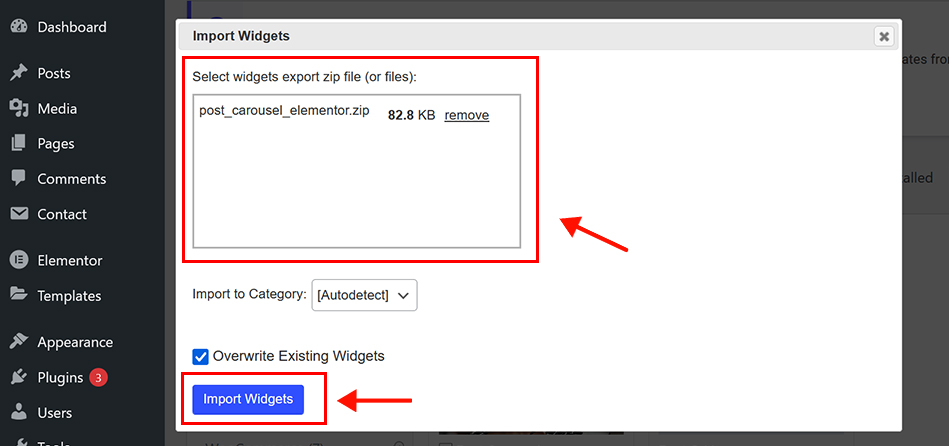 Dashboard
Posts
Media
Pages
Comments
Contact
Elementor
Templates
Appearance
Plugins 3
Users
Import Widgets
Select widgets export zip file (or files):
post_carousel_elementor.zip 82.8 KB remove
Import to Category: [Autodetect]
Overwrite Existing Widgets
Import Widgets
ates from
alled